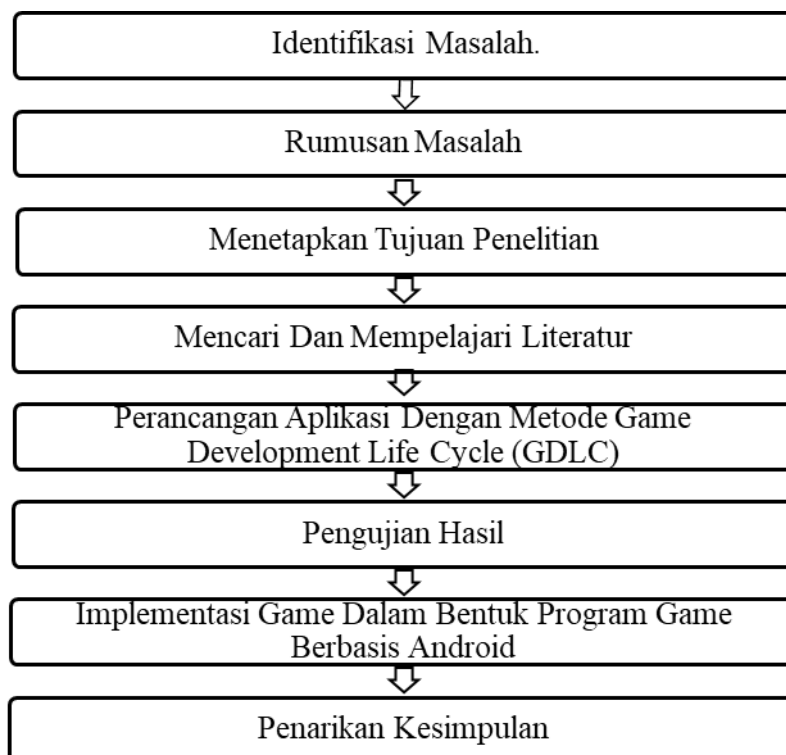 Identifikasi Masalah.
Rumusan Masalah
Menetapkan Tujuan Penelitian
Mencari Dan Mempelajari Literatur
Perancangan Aplikasi Dengan Metode Game
Development Life Cycle (GDLC)
Pengujian Hasil
Implementasi Game Dalam Bentuk Program Game
Berbasis Android
Penarikan Kesimpulan